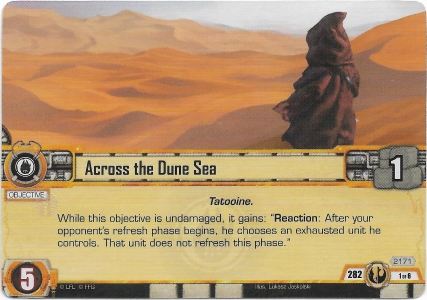 Across the Dune Sea
1
OBJECTIVE
Tatooine.
While this objective is undamaged, it gains: “Reaction: After your
opponent's refresh phase begins, he chooses an exhausted unit he
controls. That unit does not refresh this phase.”
2171
5
© LFL © FFG
Illus. Lukasz Jaskolski
282
1 OF 6